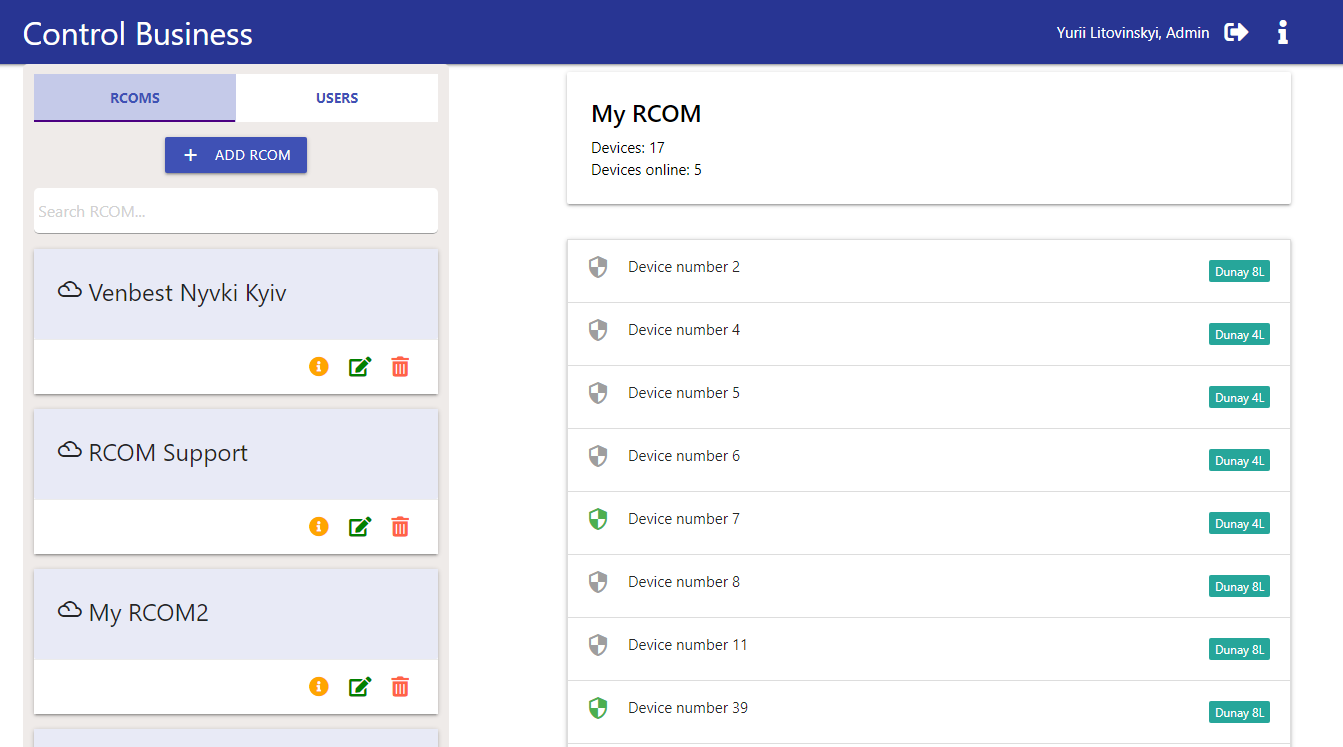 Control Business
Yurii Litovinskyi, Admin
RCOMS
USERS
+ ADD RCOM
Search RCOM...
Venbest Nyvki Kyiv
RCOM Support
My RCOM2
My RCOM
Devices: 17
Devices online: 5
Device number 2
Dunay 8L
Device number 4
Dunay 4L
Device number 5
Dunay 4L
Device number 6
Dunay 4L
Device number 7
Dunay 4L
Device number 8
Dunay 8L
Device number 11
Dunay 8L
Device number 39
Dunay 8L